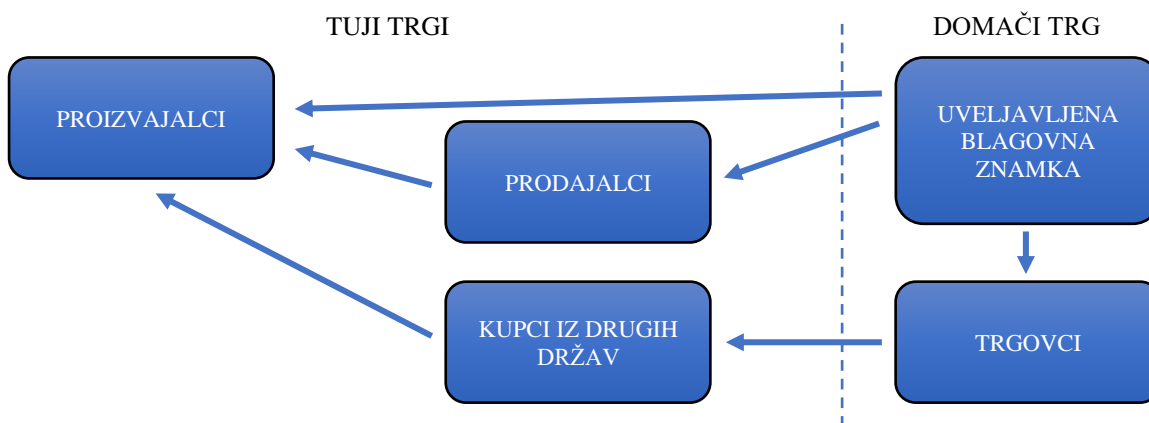 TUJI TRGI
DOMAČI TRG
PROIZVAJALCI
UVELJAVLJENA
BLAGOVNA
ZNAMKA
PRODAJALCI
KUPCI IZ DRUGIH
DRŽAV
TRGOVCI